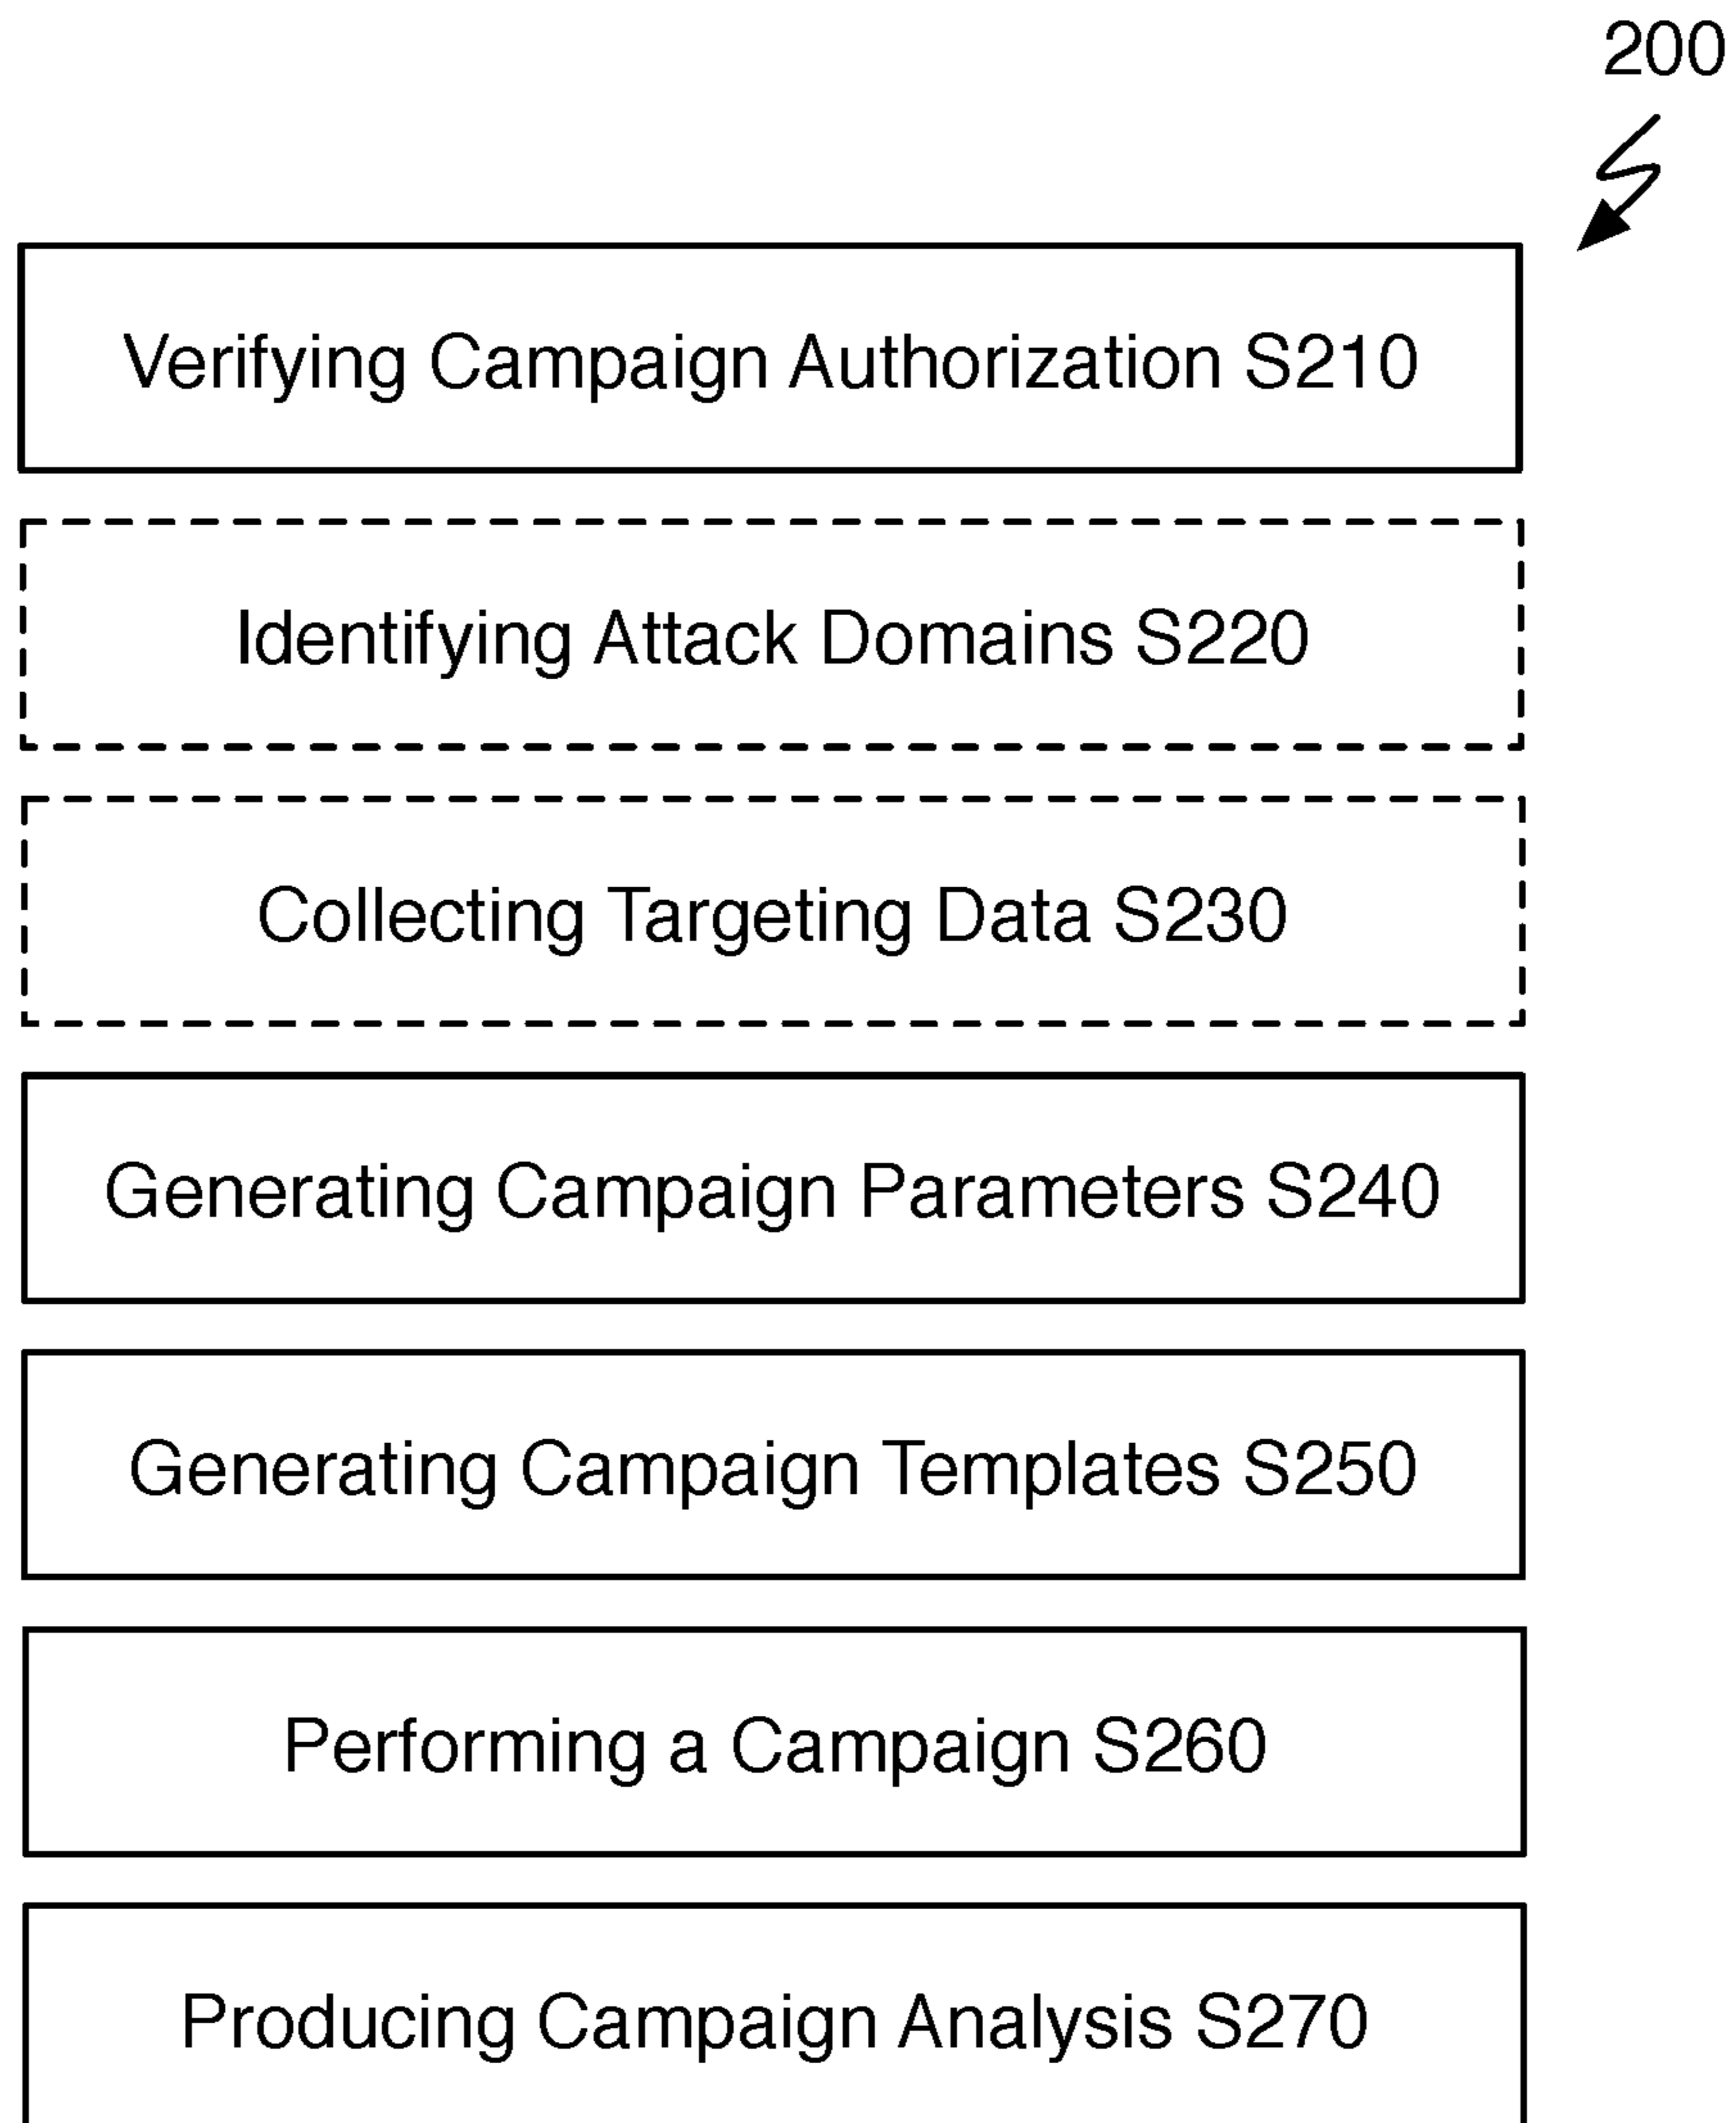 200
Verifying Campaign Authorization S210
Identifying Attack Domains S220
Collecting Targeting Data S230
Generating Campaign Parameters S240
Generating Campaign Templates S250
Performing a Campaign S260
Producing Campaign Analysis S270